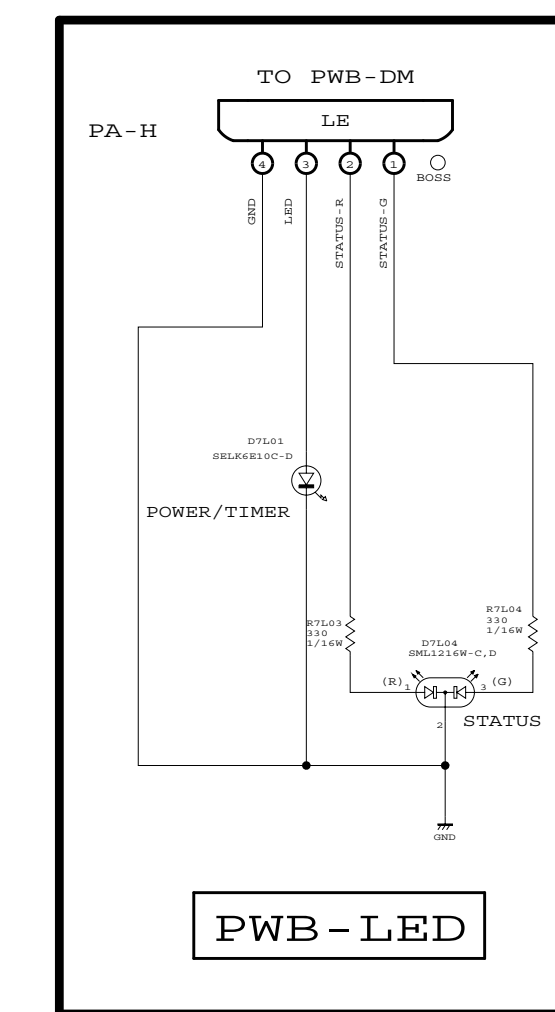 TO PWB-DM
LE
PA-H
4 3 2 1
BOSS
GND
LED
STATUS-R
STATUS-G
D7L01
SELK6E10C-D
POWER/TIMER
R7L03
330
1/16W
R7L04
330
1/16W
D7L04
SML1216W-C,D
(R) 1
3 (G)
2
STATUS
GND
PWB-LED